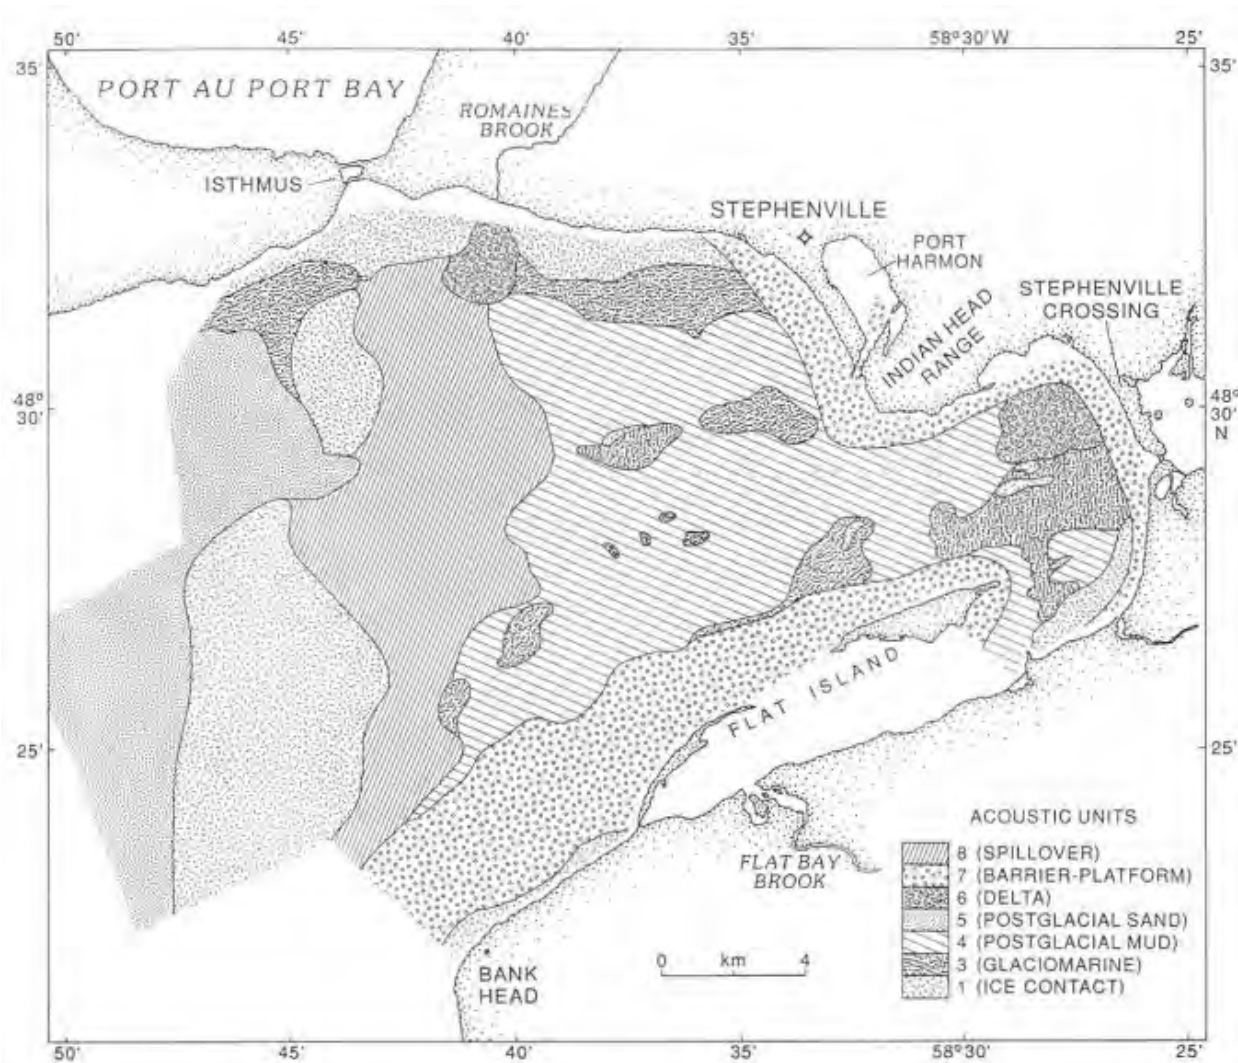 50'
45'
40'
35'
58°30'W
25'
35'
35'
PORT AU PORT BAY
ROMAINES
BROOK
ISTHMUS
STEPHENVILLE
PORT
HARMON
STEPHENVILLE
CROSSING
INDIAN HEAD
RANGE
48°
30'
48°
30'
N
FLAT ISLAND
25'
25'
ACOUSTIC UNITS
8 (SPILLOVER)
7 (BARRIER-PLATFORM)
6 (DELTA)
5 (POSTGLACIAL SAND)
4 (POSTGLACIAL MUD)
3 (GLACIOMARINE)
1 (ICE CONTACT)
FLAT BAY
BROOK
0 km 4
BANK
HEAD
50'
45'
40'
35'
58°30'
25'